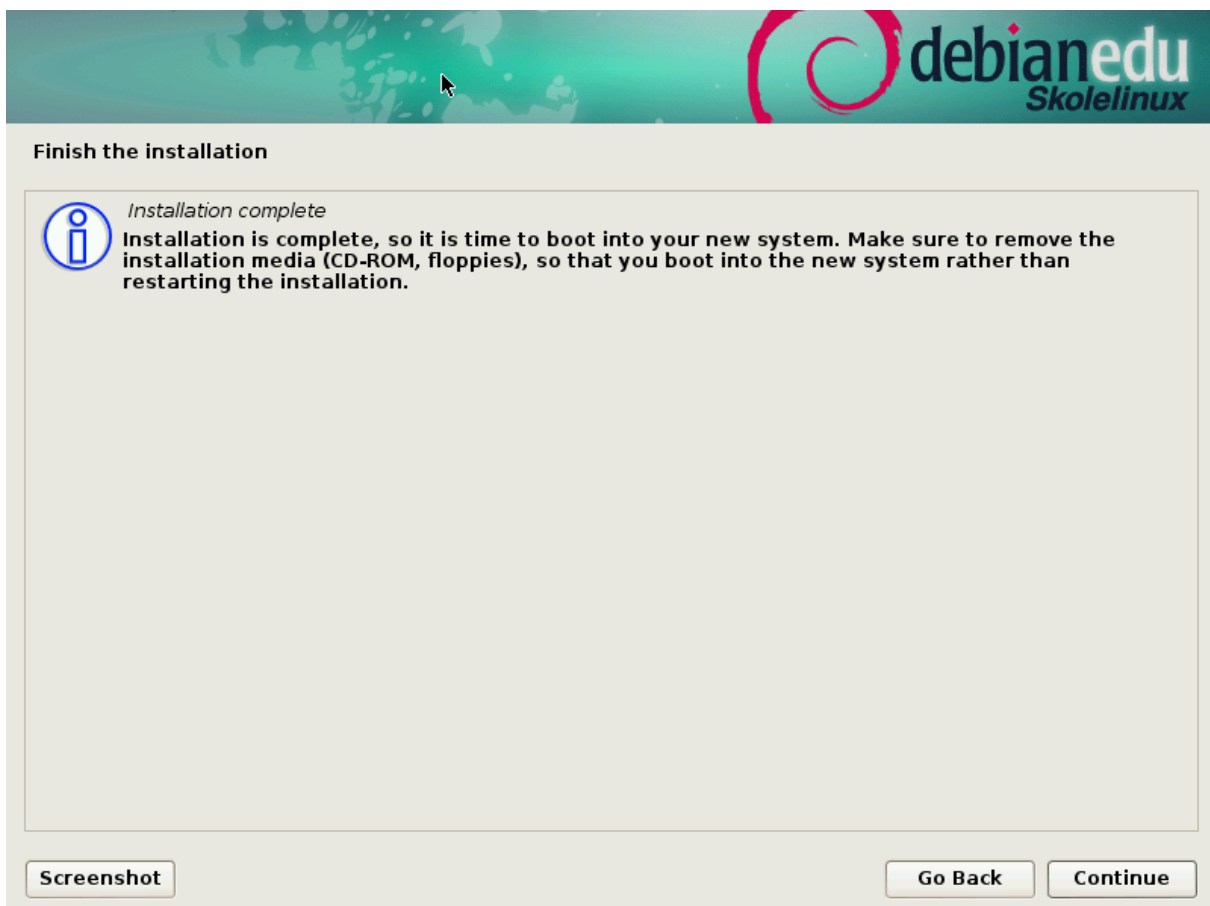 debianedu
Skolelinux
Finish the installation
Installation complete
Installation is complete, so it is time to boot into your new system. Make sure to remove the
installation media (CD-ROM, floppies), so that you boot into the new system rather than
restarting the installation.
Screenshot
Go Back
Continue